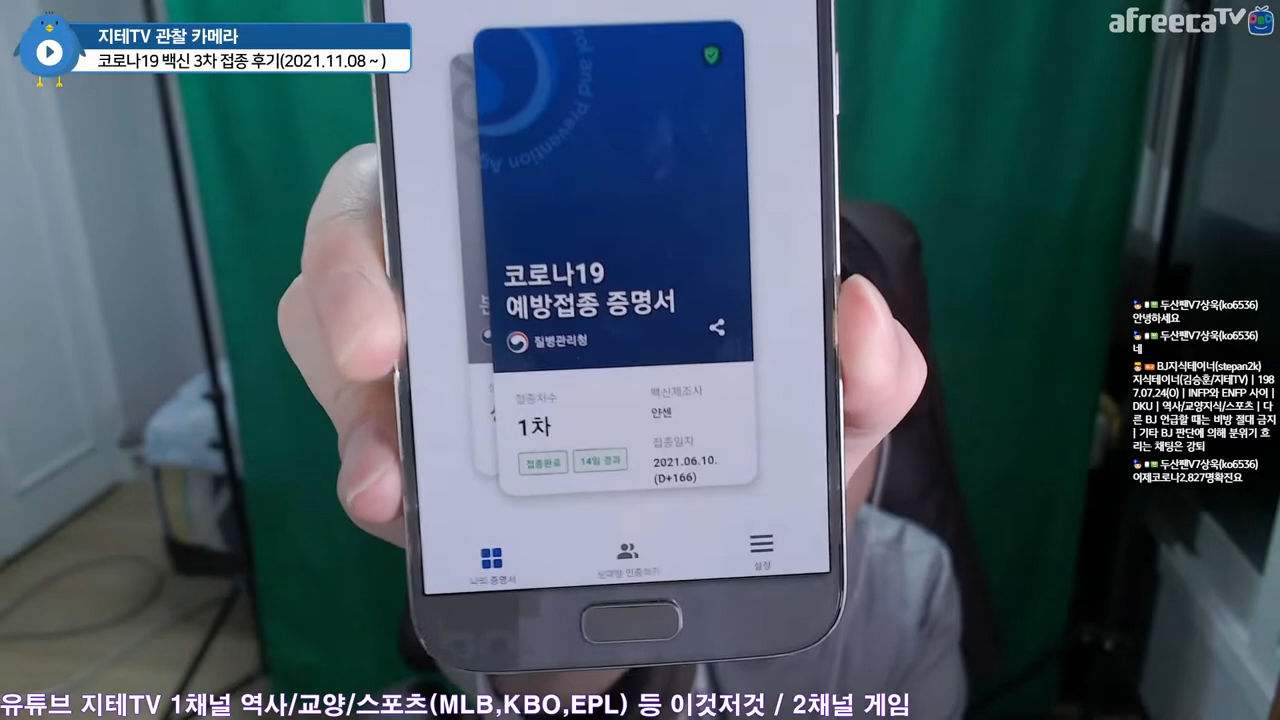 지테TV 관찰 카메라
코로나19 백신 3차 접종 후기(2021.11.08 ~ )
afreecaTV
and Prevention
코로나19
예방접종 증명서
질병관리청
접종차수
1차
접종완료
14일 경과
백신제조사
얀센
접종일자
2021.06.10.
(D+166)
나의 증명서
설정
두산팬V7상욱(ko6536)
안녕하세요
두산팬V7상욱(ko6536)
네
BJ지식테이너(stepan2k)
지식테이너(김승훈/지테TV) | 198
7.07.24(O) | INFP와 ENFP 사이 |
DKU | 역사/교양지식/스포츠 | 다
른 BJ 언급할 때는 비방 절대 금지
| 기타 BJ 판단에 의해 분위기 흐
리는 채팅은 강퇴
두산팬V7상욱(ko6536)
어제코로나2,827명확진요
유튜브 지테TV 1채널 역사/교양/스포츠(MLB,KBO,EPL) 등 이것저것 / 2채널 게임